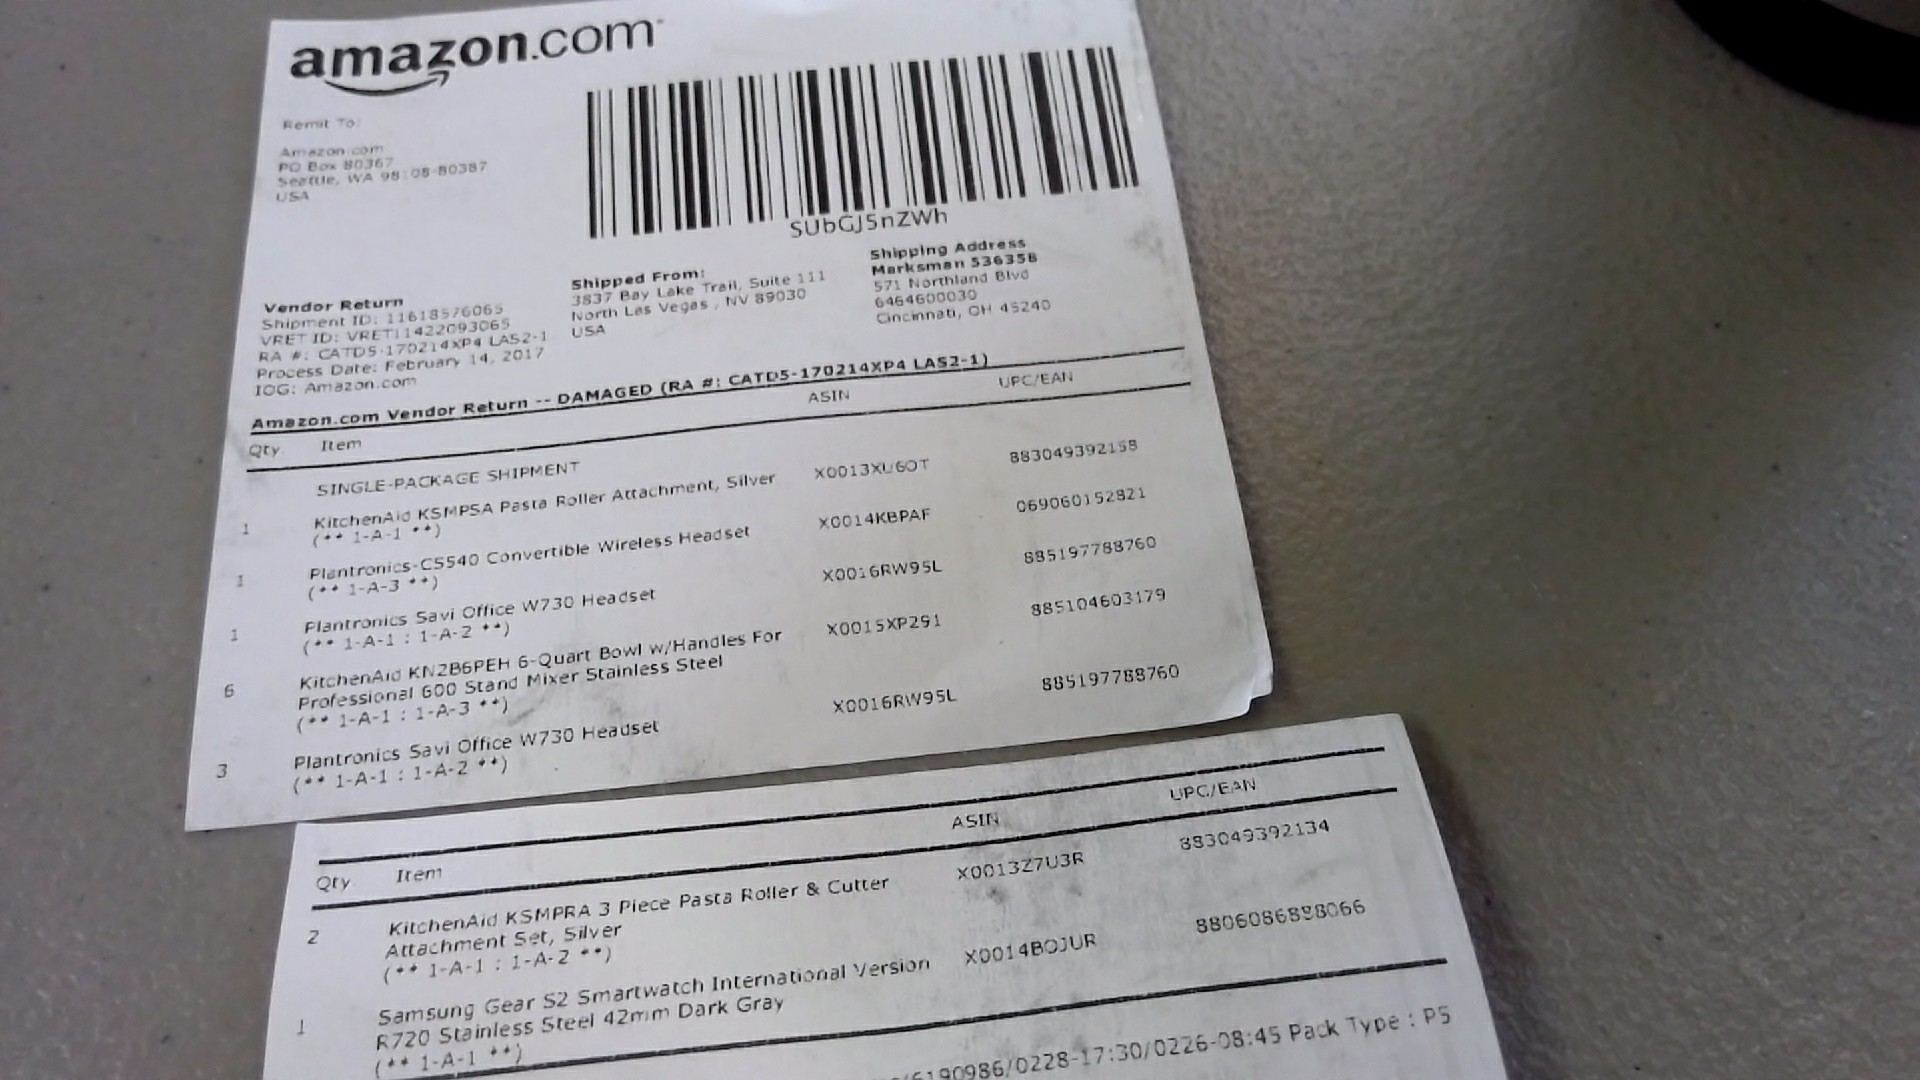 amazon.com
Remit To:
Amazon.com
PO Box 80367
Seattle, WA 98108-80387
USA
SUbGJ5nZWh
Vendor Return
Shipment ID: 11618576065
VRET ID: VRET11422093065
RA #: CATD5-170214XP4 LAS2-1
Process Date: February 14, 2017
IOG: Amazon.com
Shipped From:
3837 Bay Lake Trail, Suite 111
North Las Vegas , NV 89030
USA
Shipping Address
Marksman 536358
571 Northland Blvd
6464600030
Cincinnati, OH 45240
Amazon.com Vendor Return -- DAMAGED (RA #: CATD5-170214XP4 LAS2-1)
Qty Item ASIN UPC/EAN
SINGLE-PACKAGE SHIPMENT
1 KitchenAid KSMPSA Pasta Roller Attachment, Silver X0013XU6OT 883049392158
(** 1-A-1 **)
1 Plantronics-CS540 Convertible Wireless Headset X0014KBPAF 069060152821
(** 1-A-3 **)
1 Plantronics Savi Office W730 Headset X0016RW95L 885197788760
(** 1-A-1 : 1-A-2 **)
6 KitchenAid KN2B6PEH 6-Quart Bowl w/Handles For X0015XP291 885104603179
Professional 600 Stand Mixer Stainless Steel
(** 1-A-1 : 1-A-3 **)
3 Plantronics Savi Office W730 Headset X0016RW95L 885197788760
(** 1-A-1 : 1-A-2 **)
Qty Item ASIN UPC/EAN
2 KitchenAid KSMPRA 3 Piece Pasta Roller & Cutter X0013Z7U3R 883049392134
Attachment Set, Silver
(** 1-A-1 : 1-A-2 **)
1 Samsung Gear S2 Smartwatch International Version X0014BOJUR 8806086888066
R720 Stainless Steel 42mm Dark Gray
(** 1-A-1 **)
6190986/0228-17:30/0226-08:45 Pack Type : P5